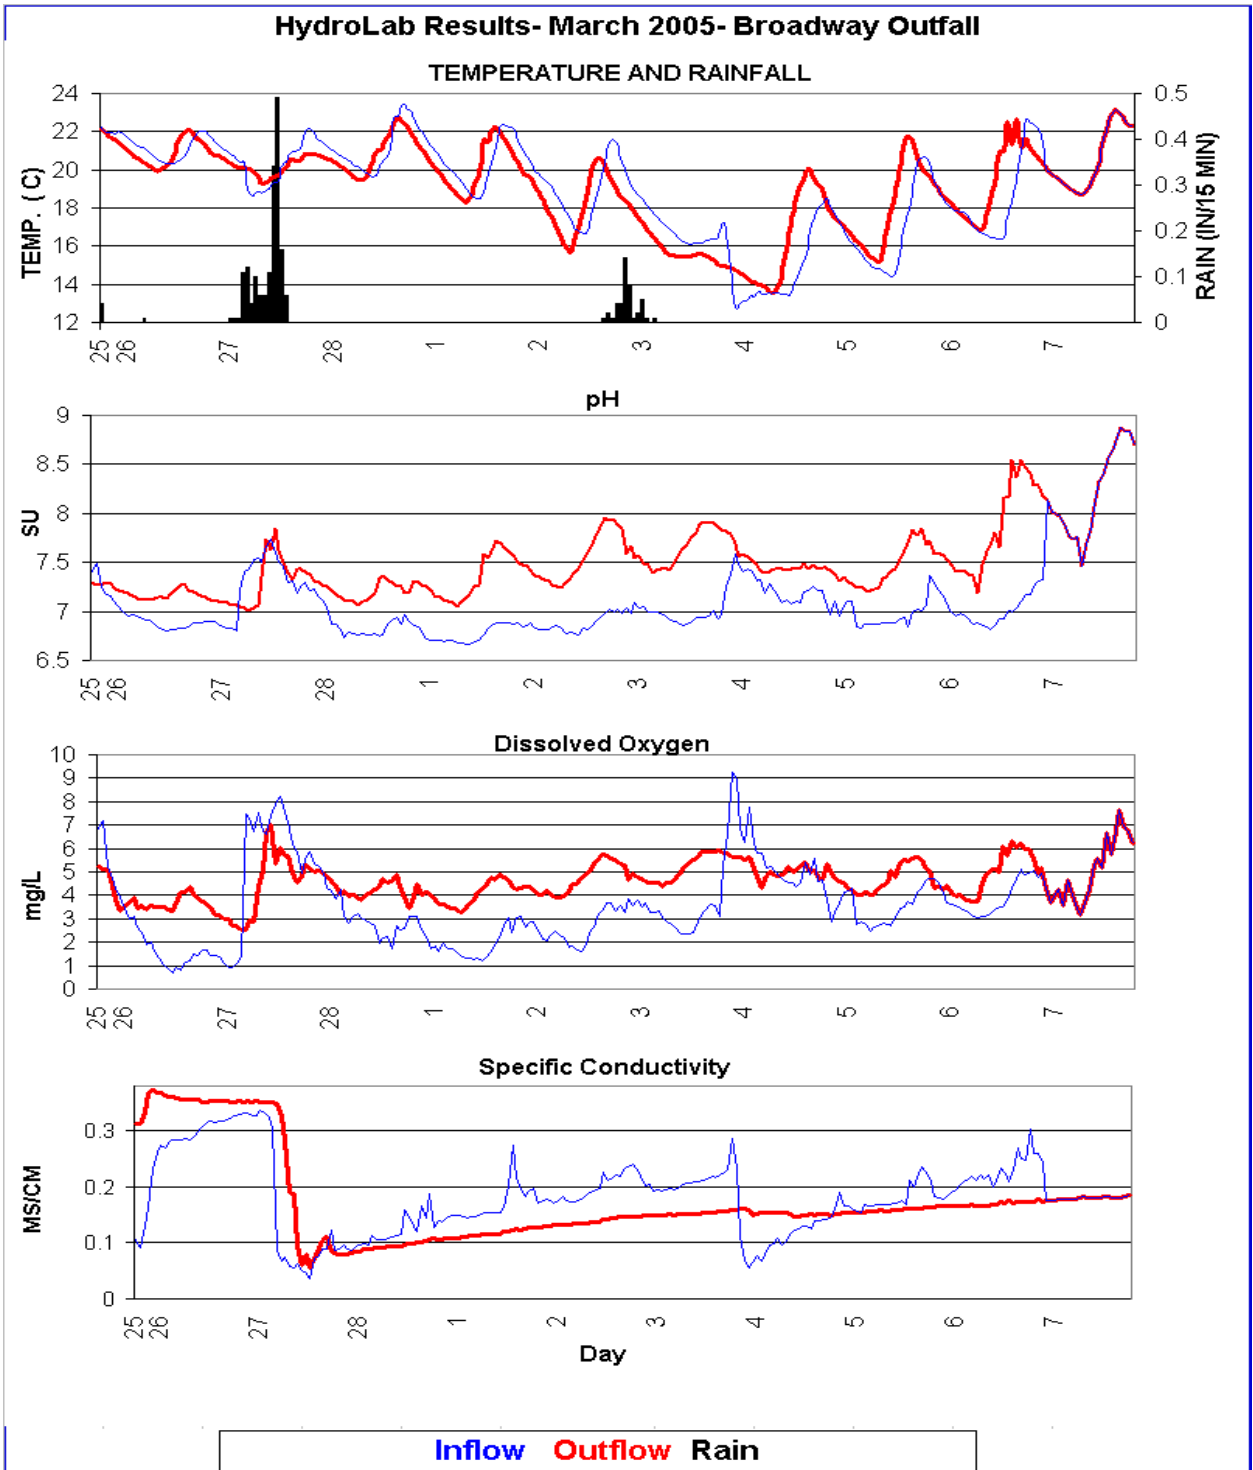 HydroLab Results- March 2005- Broadway Outfall
TEMPERATURE AND RAINFALL
TEMP. ( C)
24
22
20
18
16
14
12
RAIN (IN/15 MIN)
0.5
0.4
0.3
0.2
0.1
0
25 26 27 28 1 2 3 4 5 6 7
pH
SU
9
8.5
8
7.5
7
6.5
25 26 27 28 1 2 3 4 5 6 7
Dissolved Oxygen
mg/L
10
9
8
7
6
5
4
3
2
1
0
25 26 27 28 1 2 3 4 5 6 7
Specific Conductivity
MS/CM
0.3
0.2
0.1
0
25 26 27 28 1 2 3 4 5 6 7
Day
Inflow Outflow Rain